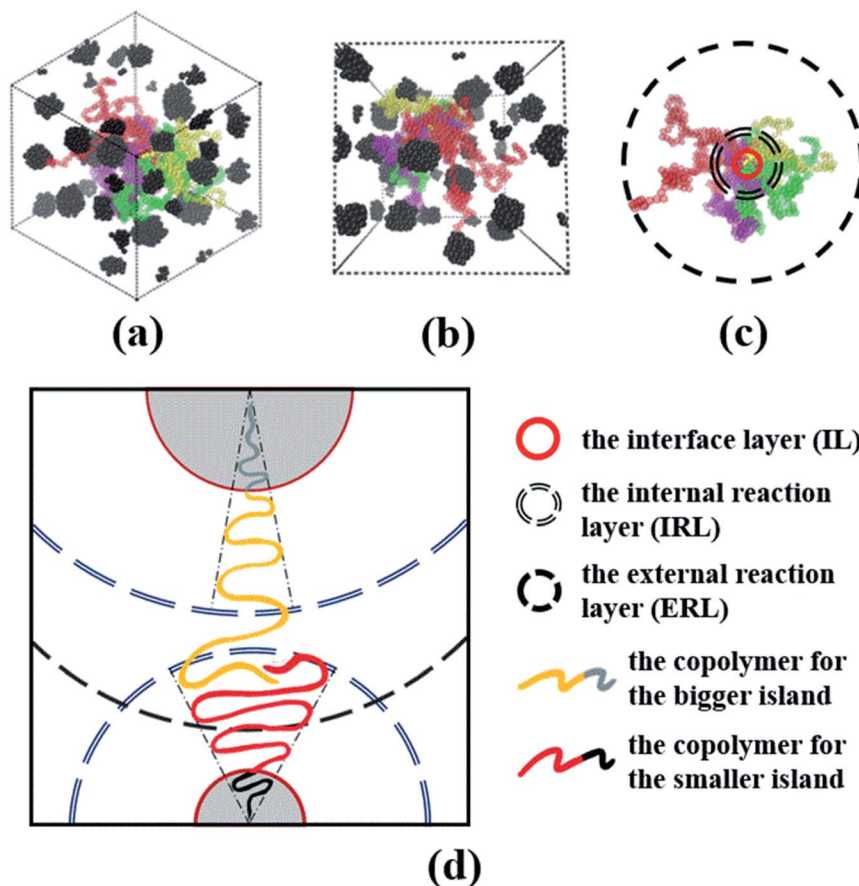 (a)
(b)
(c)
the interface layer (IL)
the internal reaction
layer (IRL)
the external reaction
layer (ERL)
the copolymer for
the bigger island
the copolymer for
the smaller island
(d)